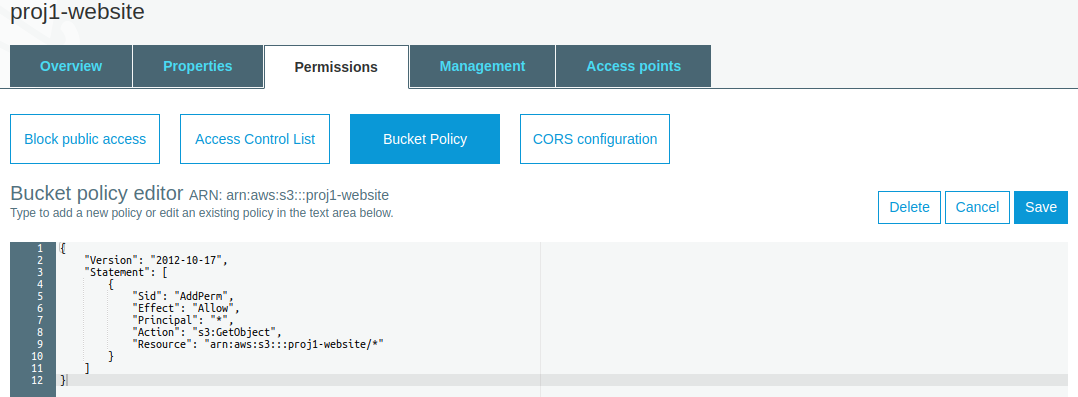 proj1-website
Overview Properties Permissions Management Access points
Block public access Access Control List Bucket Policy CORS configuration
Bucket policy editor ARN: arn:aws:s3:::proj1-website
Type to add a new policy or edit an existing policy in the text area below.
Delete Cancel Save
1 {
2     "Version": "2012-10-17",
3     "Statement": [
4         {
5             "Sid": "AddPerm",
6             "Effect": "Allow",
7             "Principal": "*",
8             "Action": "s3:GetObject",
9             "Resource": "arn:aws:s3:::proj1-website/*"
10         }
11     ]
12 }